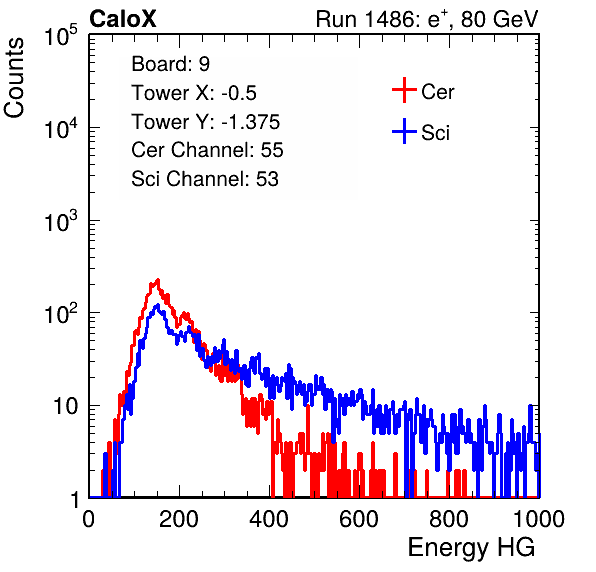 CaloX Run 1486: e⁺, 80 GeV
Counts
Board: 9
Tower X: -0.5
Tower Y: -1.375
Cer Channel: 55
Sci Channel: 53
Cer
Sci
10⁵
10⁴
10³
10²
10
1
0 200 400 600 800 1000
Energy HG